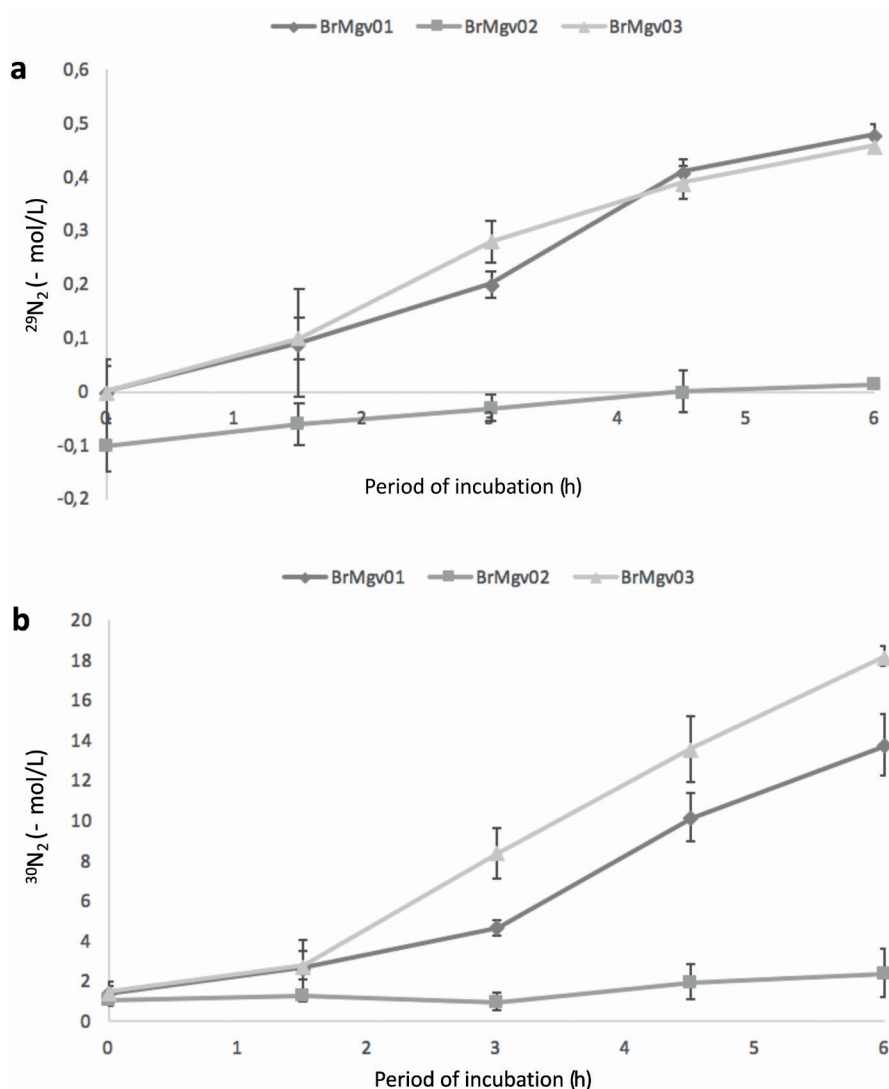 BrMgv01 BrMgv02 BrMgv03
a
0,6
0,5
0,4
0,3
0,2
0,1
0
-0,1
-0,2
²⁹N₂ (- mol/L)
0 1 2 3 4 5 6
Period of incubation (h)
BrMgv01 BrMgv02 BrMgv03
b
20
18
16
14
12
10
8
6
4
2
0
³⁰N₂ (- mol/L)
0 1 2 3 4 5 6
Period of incubation (h)